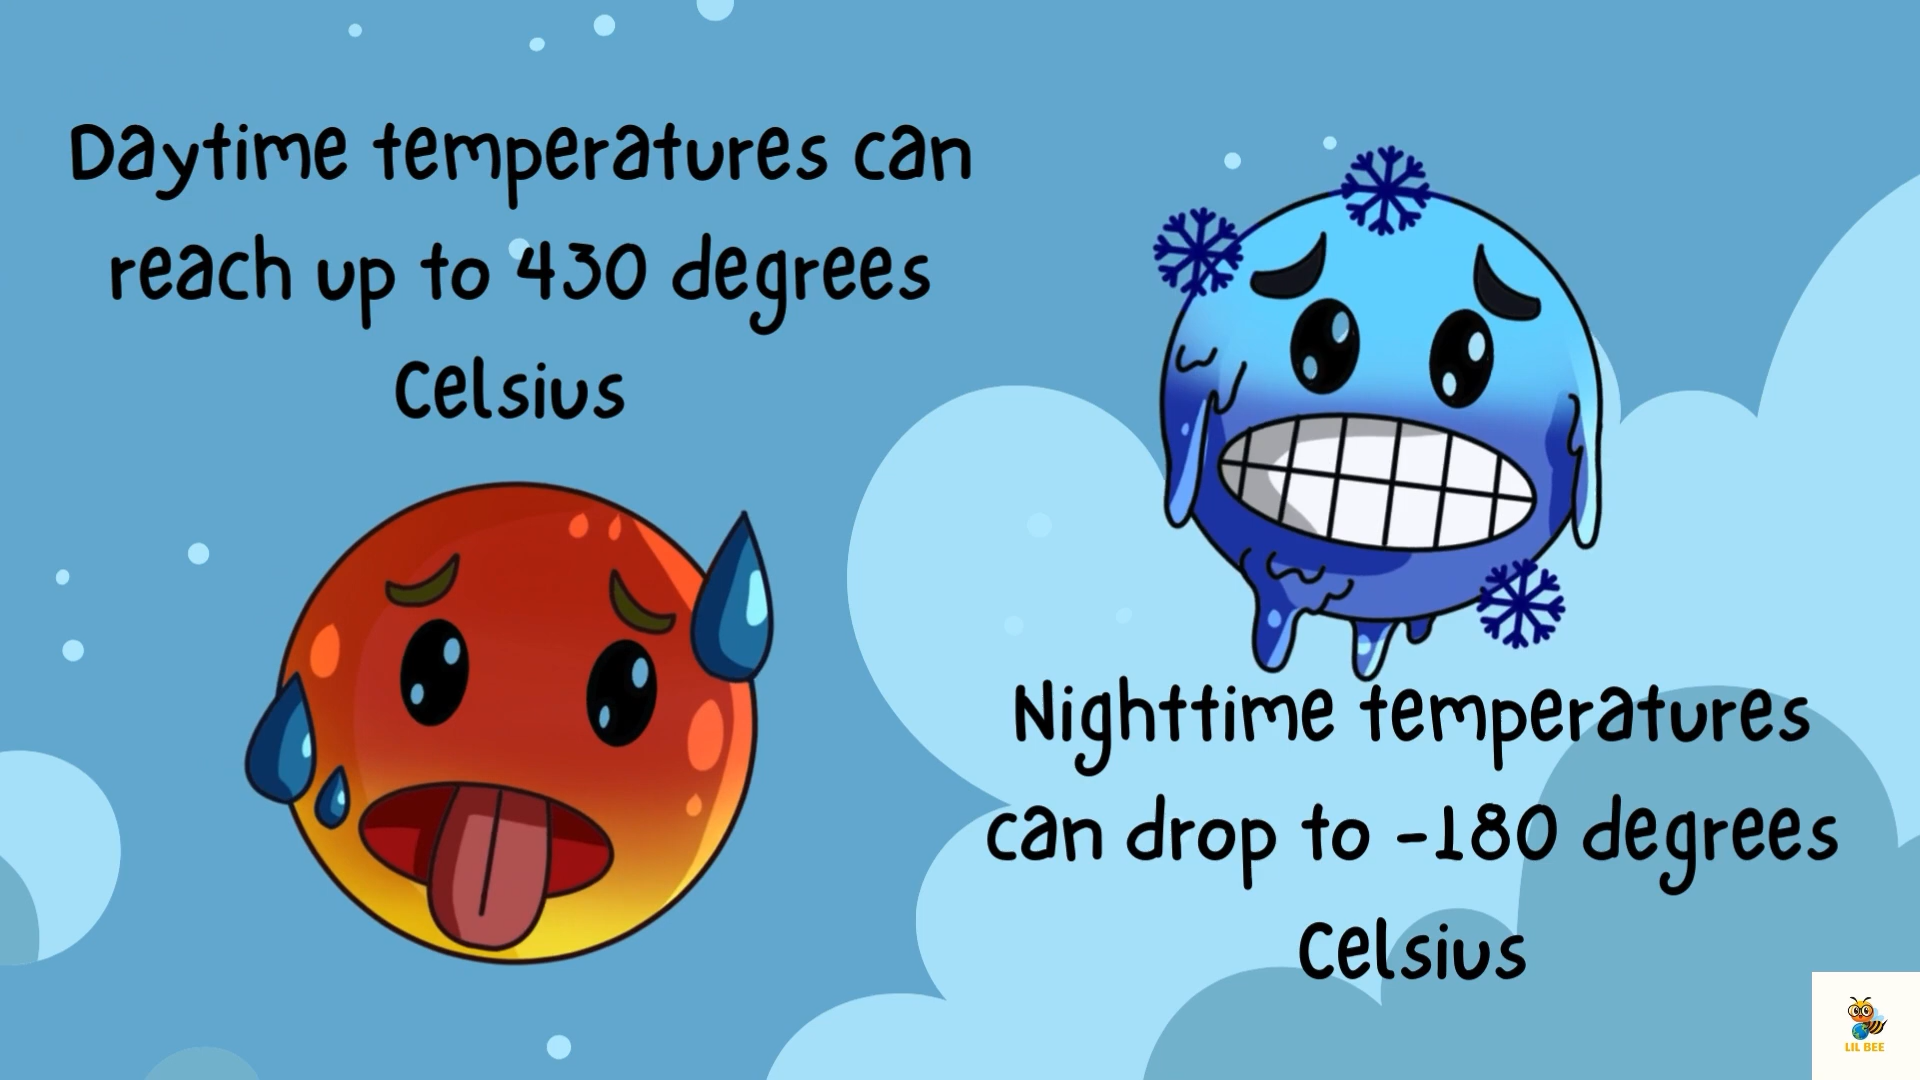 Daytime temperatures can
reach up to 430 degrees
Celsius
Nighttime temperatures
can drop to -180 degrees
Celsius
LIL BEE